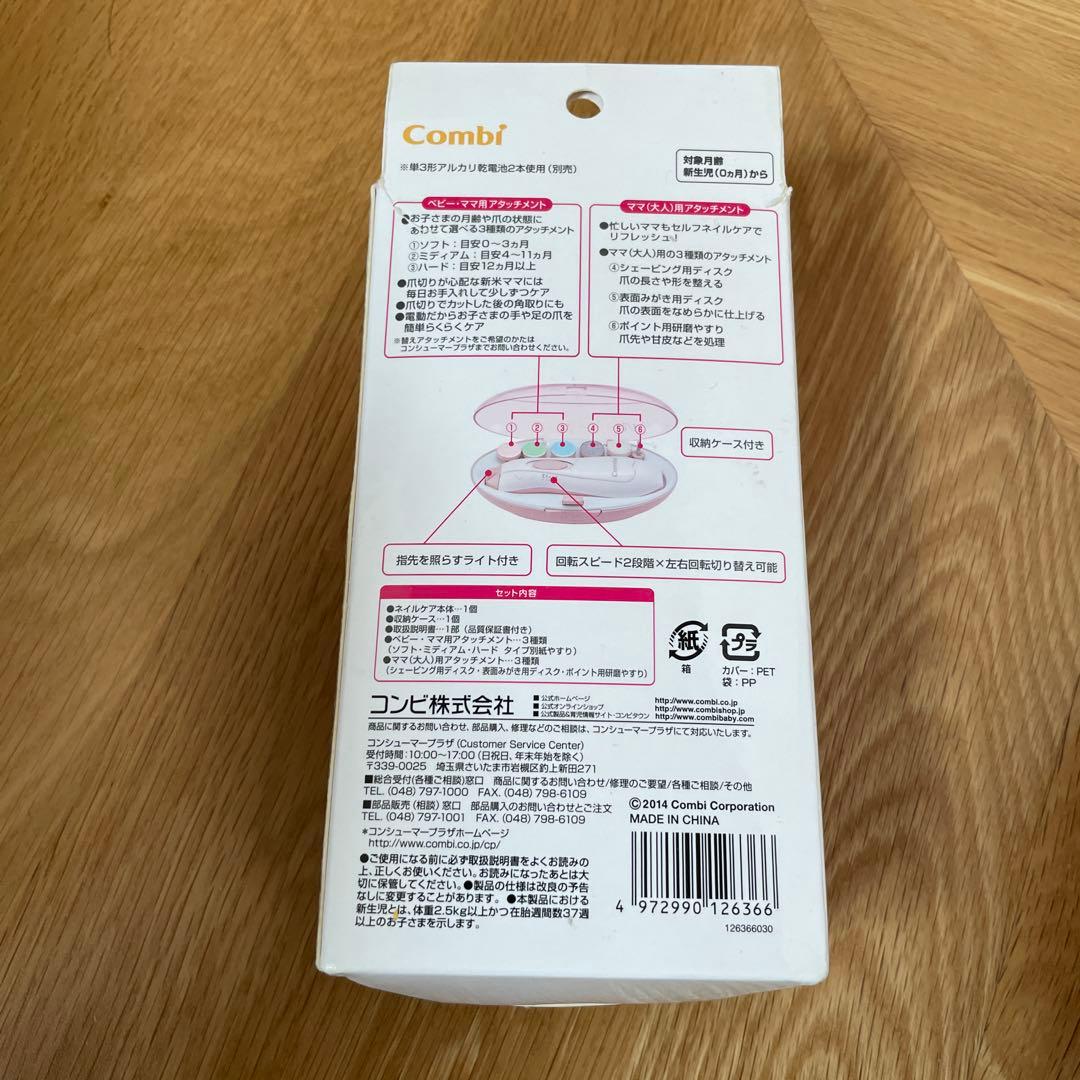 Combi
※単3形アルカリ乾電池2本使用(別売)
対象月齢
新生児(0ヵ月)から
ベビー・ママ用アタッチメント
●お子さまの月齢や爪の状態に
あわせて選べる3種類のアタッチメント
①ソフト:目安0〜3ヵ月
②ミディアム:目安4〜11ヵ月
③ハード:目安12ヵ月以上
●爪切りが心配な新米ママには
毎日お手入れして少しずつケア
●爪切りでカットした後の角取りにも
●電動だからお子さまの手や足の爪を
簡単らくらくケア
※替えアタッチメントをご希望のかたは
コンシューマープラザまでお問い合わせください。
ママ(大人)用アタッチメント
●忙しいママもセルフネイルケアで
リフレッシュ!
●ママ(大人)用の3種類のアタッチメント
④シェービング用ディスク
爪の長さや形を整える
⑤表面みがき用ディスク
爪の表面をなめらかに仕上げる
⑥ポイント用研磨やすり
爪先や甘皮などを処理
① ② ③ ④ ⑤ ⑥
収納ケース付き
指先を照らすライト付き
回転スピード2段階×左右回転切り替え可能
セット内容
●ネイルケア本体…1個
●収納ケース…1個
●取扱説明書…1部(品質保証書付き)
●ベビー・ママ用アタッチメント…3種類
(ソフト・ミディアム・ハード タイプ別紙やすり)
●ママ(大人)用アタッチメント…3種類
(シェービング用ディスク・表面みがき用ディスク・ポイント用研磨やすり)
紙
箱
プラ
カバー:PET
袋:PP
コンビ株式会社
■公式ホームページ http://www.combi.co.jp
■公式オンラインショップ http://www.combishop.jp
■公式製品&育児情報サイト・コンビタウン http://www.combibaby.com
商品に関するお問い合わせ、部品購入、修理などのご相談は、コンシューマープラザにて対応いたします。
コンシューマープラザ(Customer Service Center)
受付時間:10:00〜17:00(日祝日、年末年始を除く)
〒339-0025 埼玉県さいたま市岩槻区釣上新田271
■総合受付(各種ご相談)窓口 商品に関するお問い合わせ/修理のご要望/各種ご相談/その他
TEL. (048) 797-1000 FAX. (048) 798-6109
■部品販売(相談)窓口 部品購入のお問い合わせとご注文
TEL. (048) 797-1001 FAX. (048) 798-6109
*コンシューマープラザホームページ
http://www.combi.co.jp/cp/
©2014 Combi Corporation
MADE IN CHINA
●ご使用になる前に必ず取扱説明書をよくお読みの
上、正しくお使いください。お読みになったあとは大
切に保管してください。●製品の仕様は改良の予告
なしに変更することがあります。●本製品における
新生児とは、体重2.5kg以上かつ在胎週間数37週
以上のお子さまを示します。
4 972990 126366
126366030